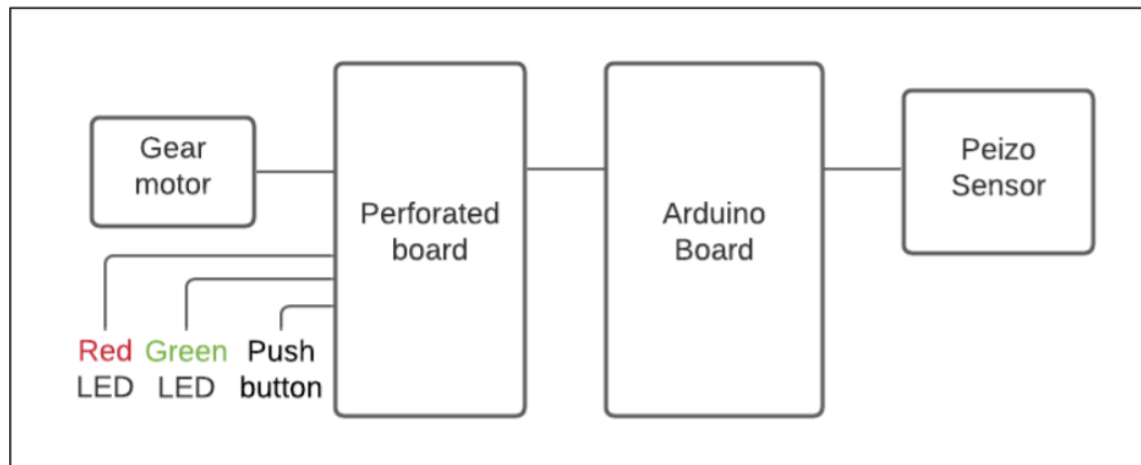 Gear
motor
Perforated
board
Arduino
Board
Peizo
Sensor
Red
LED
Green
LED
Push
button